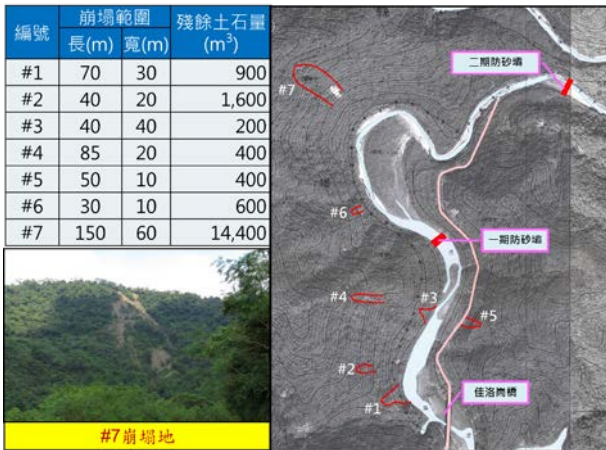 編號 崩塌範圍 殘餘土石量
長(m) 寬(m) (m³)
#1 70 30 900
#2 40 20 1,600
#3 40 40 200
#4 85 20 400
#5 50 10 400
#6 30 10 600
#7 150 60 14,400
#7崩塌地
二期防砂壩
#7
#6
一期防砂壩
#4
#3
#5
#2
佳洛崗橋
#1